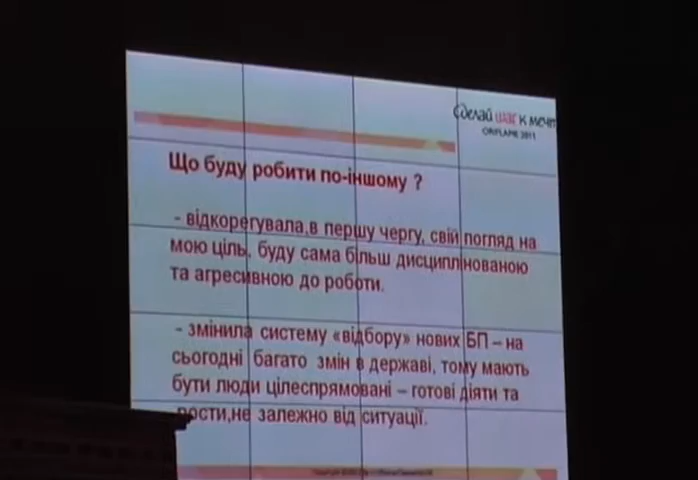 Сделай шаг к мечт
ORIFLAME 2011
Що буду робити по-іншому ?
- відкорегувала,в першу чергу, свій погляд на
мою ціль, буду сама більш дисциплінованою
та агресивною до роботи.
- змінила систему «відбору» нових БП – на
сьогодні багато змін в державі, тому мають
бути люди цілеспрямовані – готові діяти та
рости,не залежно від ситуації.